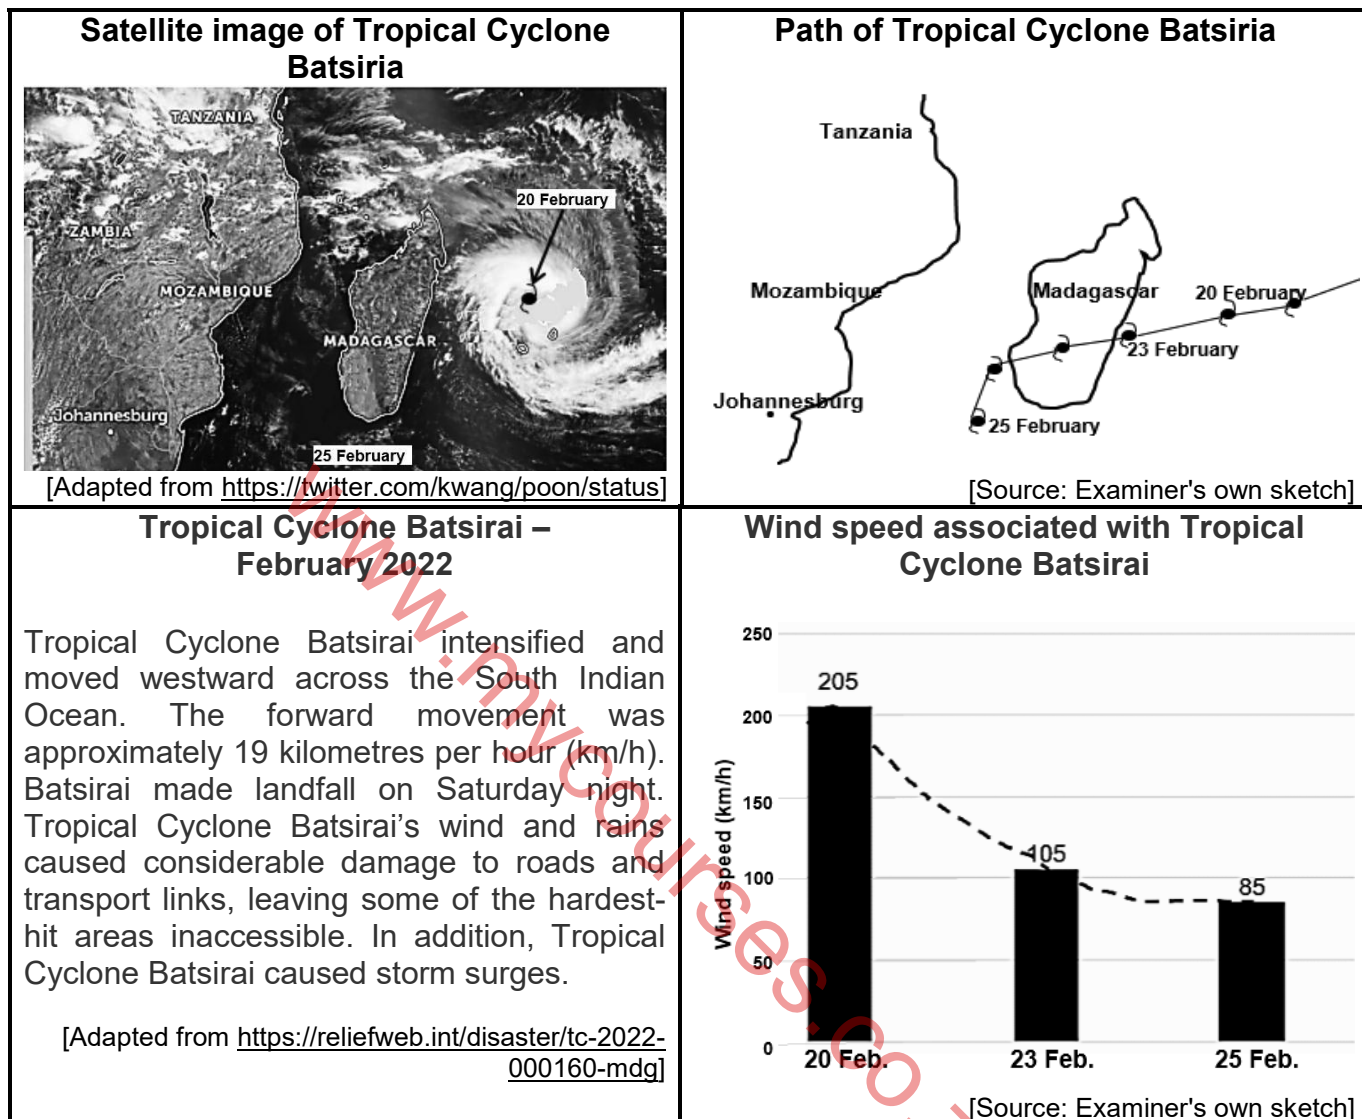 Satellite image of Tropical Cyclone
Batsiria
TANZANIA
20 February
ZAMBIA
MOZAMBIQUE
MADAGASCAR
Johannesburg
25 February
[Adapted from https://twitter.com/kwang/poon/status]
Path of Tropical Cyclone Batsiria
Tanzania
Mozambique
Madagascar
20 February
23 February
Johannesburg
25 February
[Source: Examiner's own sketch]
Tropical Cyclone Batsirai –
February 2022
Tropical Cyclone Batsirai intensified and
moved westward across the South Indian
Ocean. The forward movement was
approximately 19 kilometres per hour (km/h).
Batsirai made landfall on Saturday night.
Tropical Cyclone Batsirai's wind and rains
caused considerable damage to roads and
transport links, leaving some of the hardest-
hit areas inaccessible. In addition, Tropical
Cyclone Batsirai caused storm surges.
[Adapted from https://reliefweb.int/disaster/tc-2022-
000160-mdg]
Wind speed associated with Tropical
Cyclone Batsirai
Wind speed (km/h)
250
200
150
100
50
0
205
105
85
20 Feb.
23 Feb.
25 Feb.
[Source: Examiner's own sketch]
www.mycourses.co